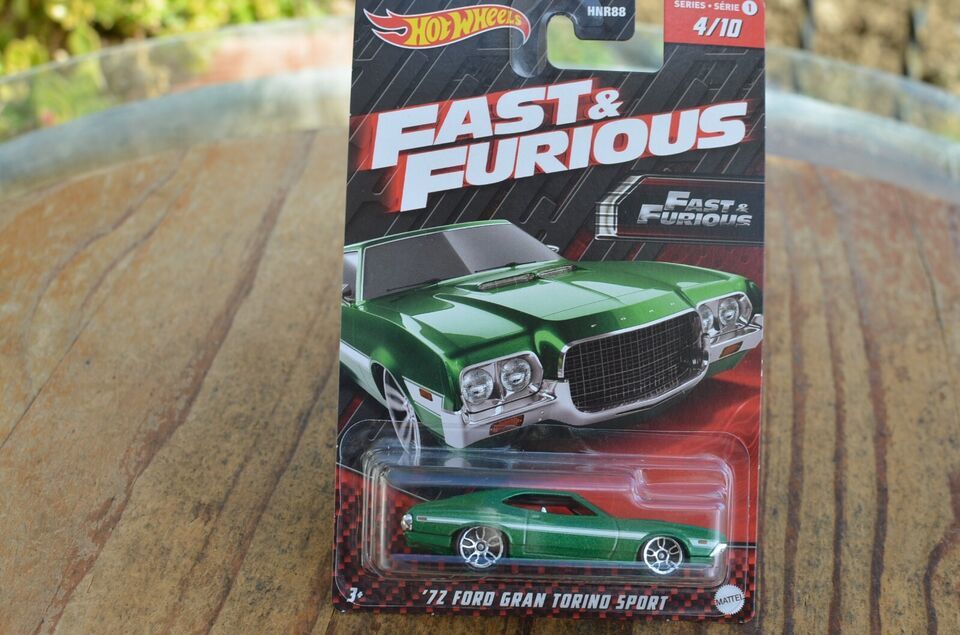 HOT WHEELS
HNR88
SERIES • SÉRIE 1
4/10
FAST &
FURIOUS
FAST &
FURIOUS
FORD
3+
'72 FORD GRAN TORINO SPORT
MATTEL